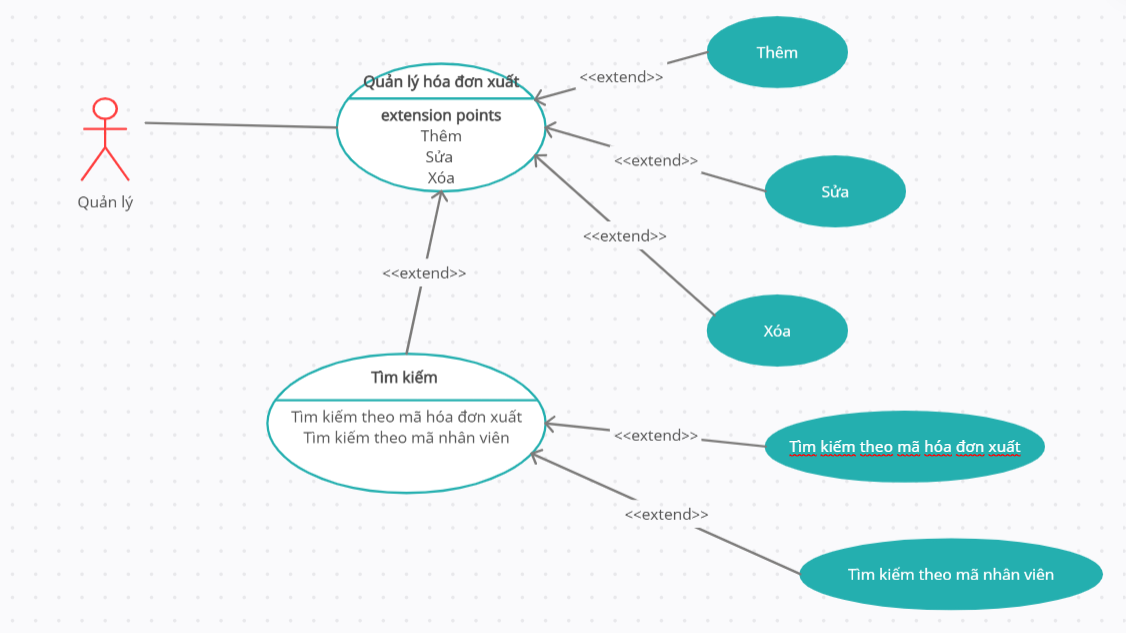 Thêm
<<extend>>
Quản lý hóa đơn xuất
extension points
Thêm
Sửa
Xóa
<<extend>>
Sửa
Quản lý
<<extend>>
<<extend>>
Xóa
Tìm kiếm
Tìm kiếm theo mã hóa đơn xuất
Tìm kiếm theo mã nhân viên
<<extend>>
Tìm kiếm theo mã hóa đơn xuất
<<extend>>
Tìm kiếm theo mã nhân viên